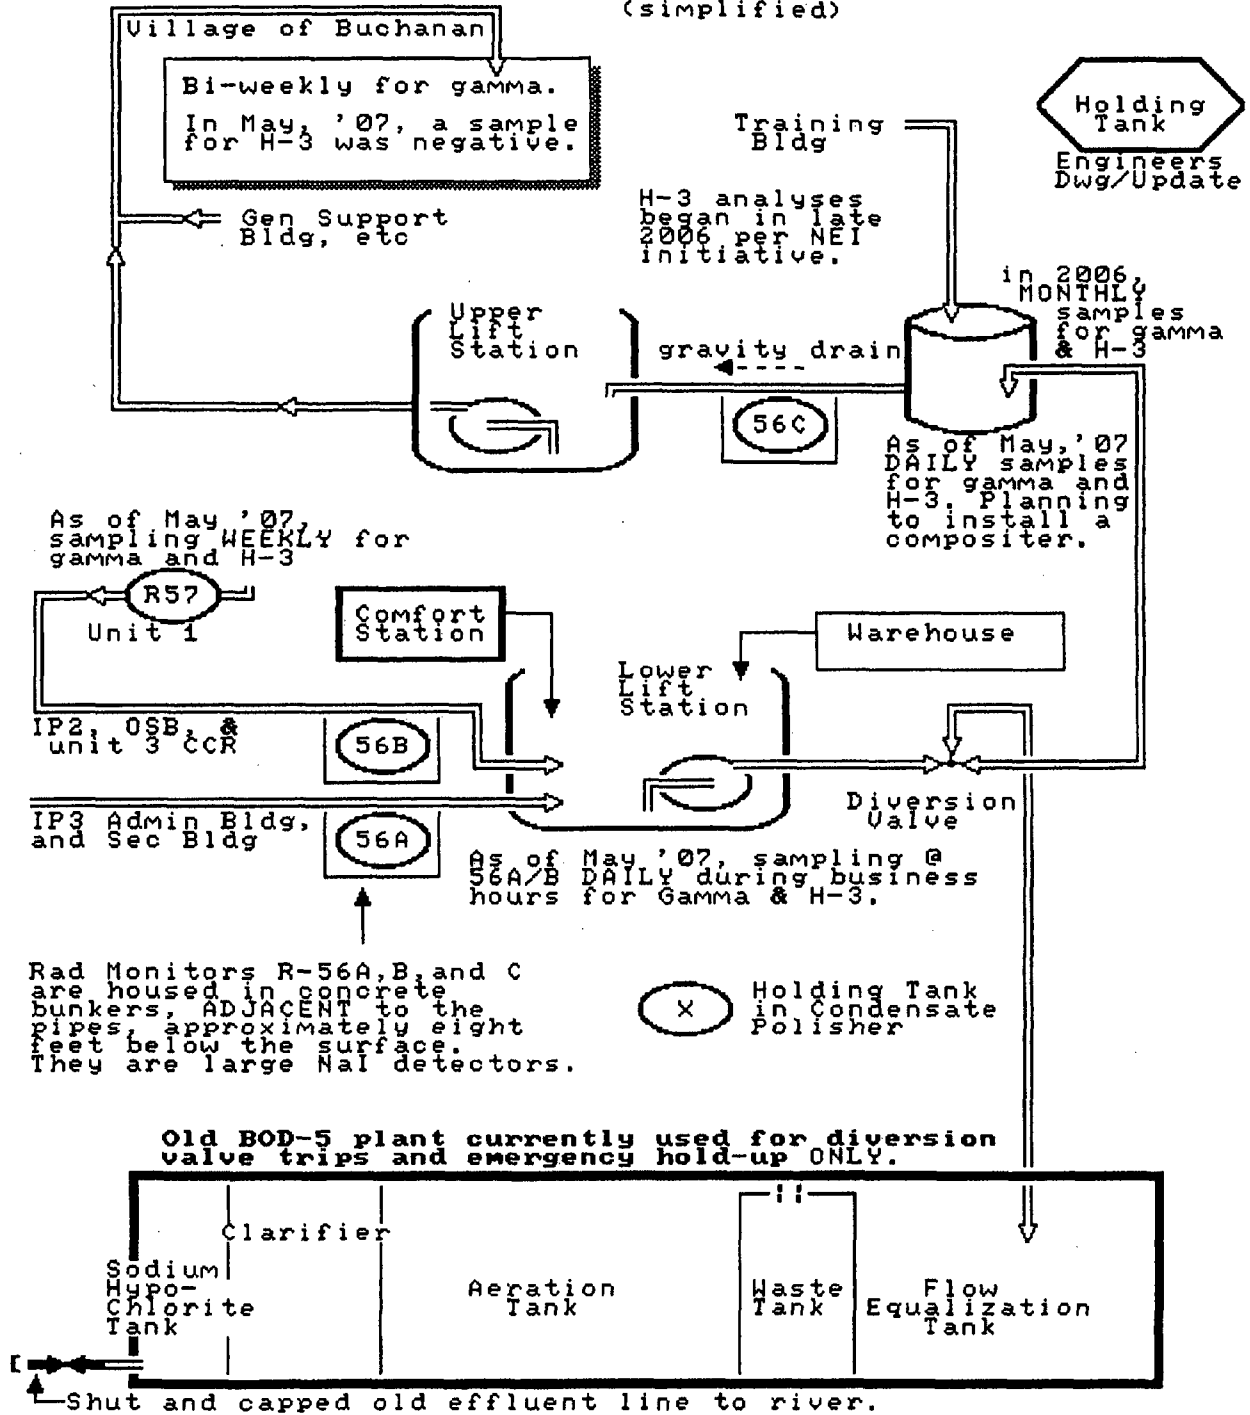 (simplified)
Village of Buchanan
Bi-weekly for gamma.
In May, '07, a sample
for H-3 was negative.
Training
Bldg
Holding
Tank
Engineers
Dwg/Update
Gen Support
Bldg, etc
H-3 analyses
began in late
2006 per NEI
initiative.
in 2006,
MONTHLY
samples
for gamma
& H-3
Upper
Lift
Station
gravity drain
56C
As of May,'07
DAILY samples
for gamma and
H-3. Planning
to install a
compositer.
As of May '07,
sampling WEEKLY for
gamma and H-3
R57
Unit 1
Comfort
Station
Warehouse
Lower
Lift
Station
IP2, OSB, &
unit 3 CCR
56B
IP3 Admin Bldg,
and Sec Bldg
56A
Diversion
Valve
As of May '07, sampling @
56A/B DAILY during business
hours for Gamma & H-3.
Rad Monitors R-56A,B,and C
are housed in concrete
bunkers, ADJACENT to the
pipes, approximately eight
feet below the surface.
They are large NaI detectors.
X
Holding Tank
in Condensate
Polisher
Old BOD-5 plant currently used for diversion
valve trips and emergency hold-up ONLY.
Clarifier
Sodium
Hypo-
Chlorite
Tank
Aeration
Tank
Waste
Tank
Flow
Equalization
Tank
Shut and capped old effluent line to river.